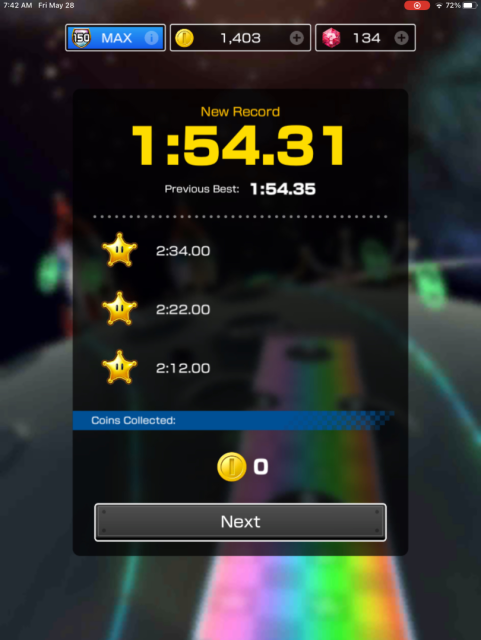 7:42 AM Fri May 28 72%
150 MAX 1,403 134
New Record
1:54.31
Previous Best: 1:54.35
2:34.00
2:22.00
2:12.00
Coins Collected:
0
Next